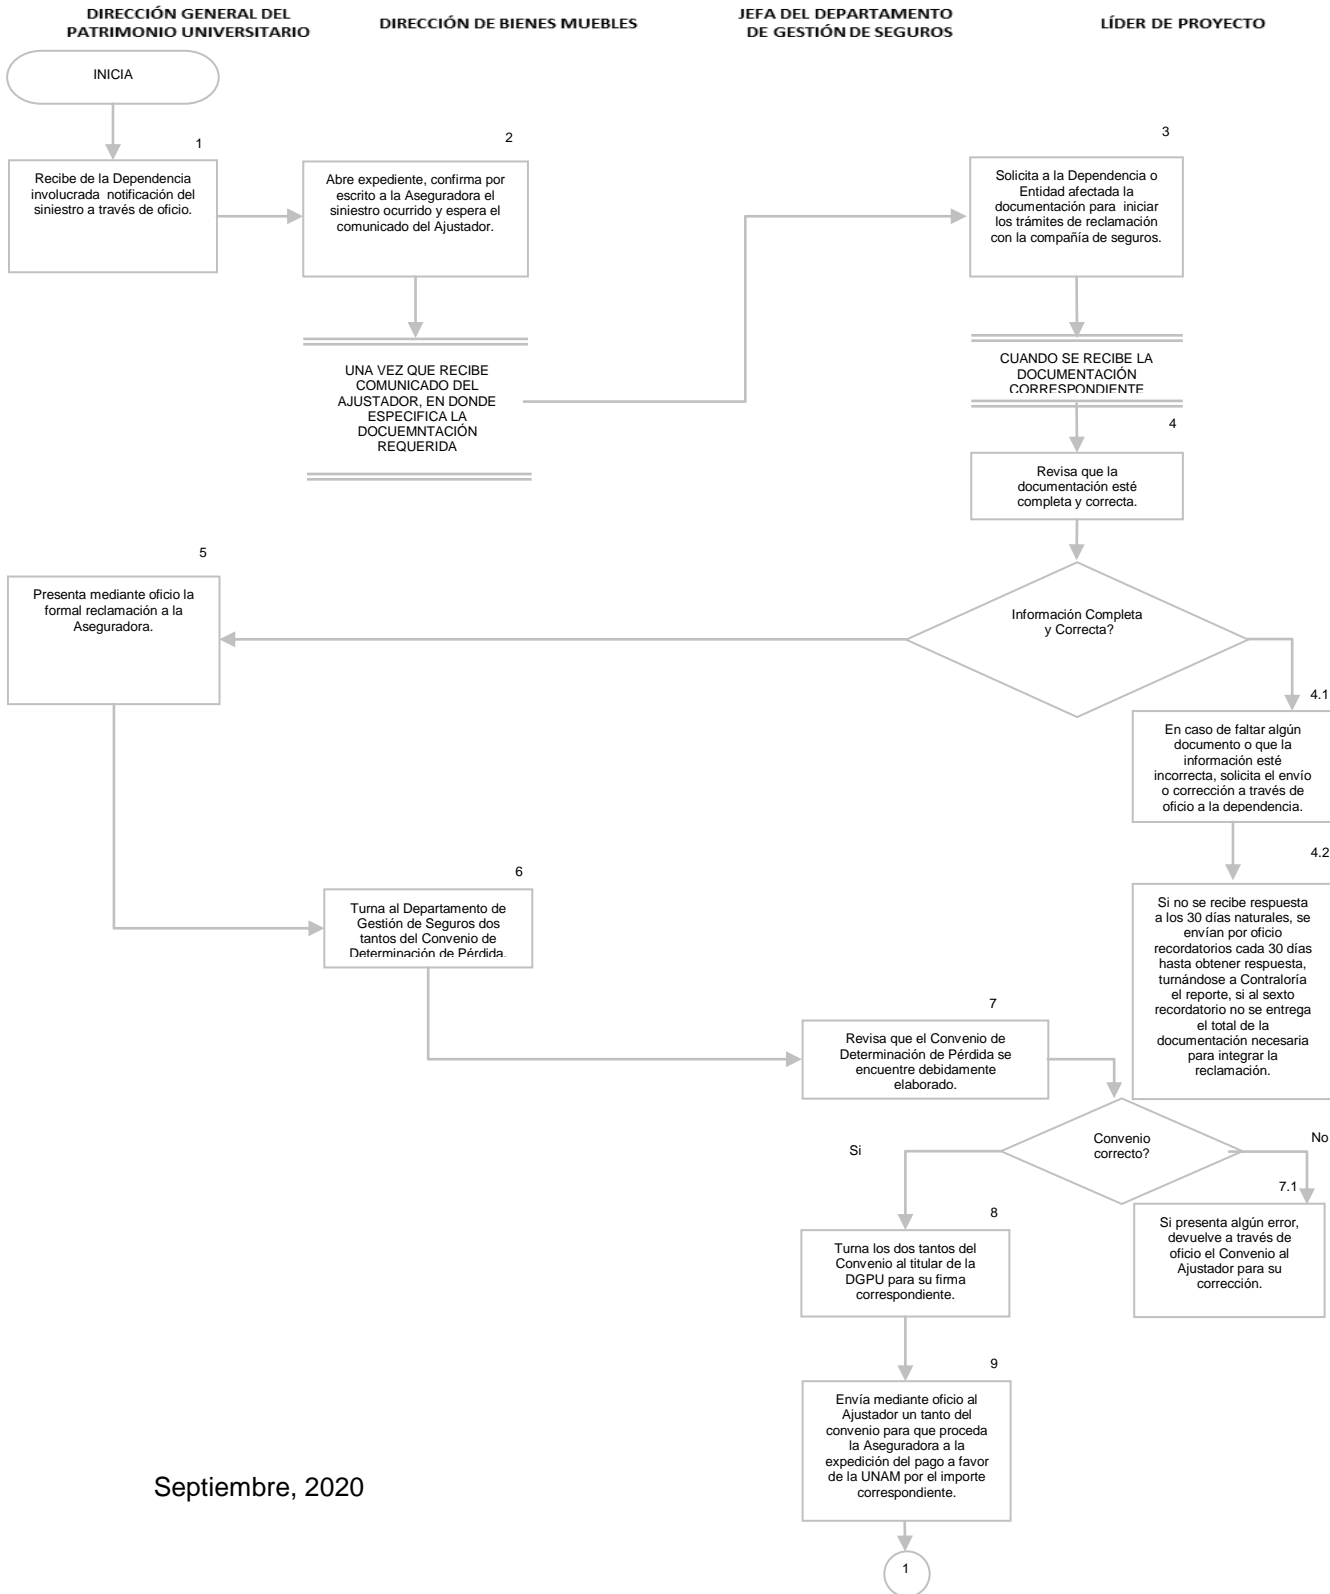 DIRECCIÓN GENERAL DEL
PATRIMONIO UNIVERSITARIO
DIRECCIÓN DE BIENES MUEBLES
JEFA DEL DEPARTAMENTO
DE GESTIÓN DE SEGUROS
LÍDER DE PROYECTO
INICIA
1
Recibe de la Dependencia
involucrada notificación del
siniestro a través de oficio.
2
Abre expediente, confirma por
escrito a la Aseguradora el
siniestro ocurrido y espera el
comunicado del Ajustador.
UNA VEZ QUE RECIBE
COMUNICADO DEL
AJUSTADOR, EN DONDE
ESPECIFICA LA
DOCUEMNTACIÓN
REQUERIDA
3
Solicita a la Dependencia o
Entidad afectada la
documentación para iniciar
los trámites de reclamación
con la compañía de seguros.
CUANDO SE RECIBE LA
DOCUMENTACIÓN
CORRESPONDIENTE
4
Revisa que la
documentación esté
completa y correcta.
Información Completa
y Correcta?
5
Presenta mediante oficio la
formal reclamación a la
Aseguradora.
4.1
En caso de faltar algún
documento o que la
información esté
incorrecta, solicita el envío
o corrección a través de
oficio a la dependencia.
4.2
Si no se recibe respuesta
a los 30 días naturales, se
envían por oficio
recordatorios cada 30 días
hasta obtener respuesta,
turnándose a Contraloría
el reporte, si al sexto
recordatorio no se entrega
el total de la
documentación necesaria
para integrar la
reclamación.
6
Turna al Departamento de
Gestión de Seguros dos
tantos del Convenio de
Determinación de Pérdida.
7
Revisa que el Convenio de
Determinación de Pérdida se
encuentre debidamente
elaborado.
Convenio
correcto?
Si
No
7.1
Si presenta algún error,
devuelve a través de
oficio el Convenio al
Ajustador para su
corrección.
8
Turna los dos tantos del
Convenio al titular de la
DGPU para su firma
correspondiente.
9
Envía mediante oficio al
Ajustador un tanto del
convenio para que proceda
la Aseguradora a la
expedición del pago a favor
de la UNAM por el importe
correspondiente.
1
Septiembre, 2020